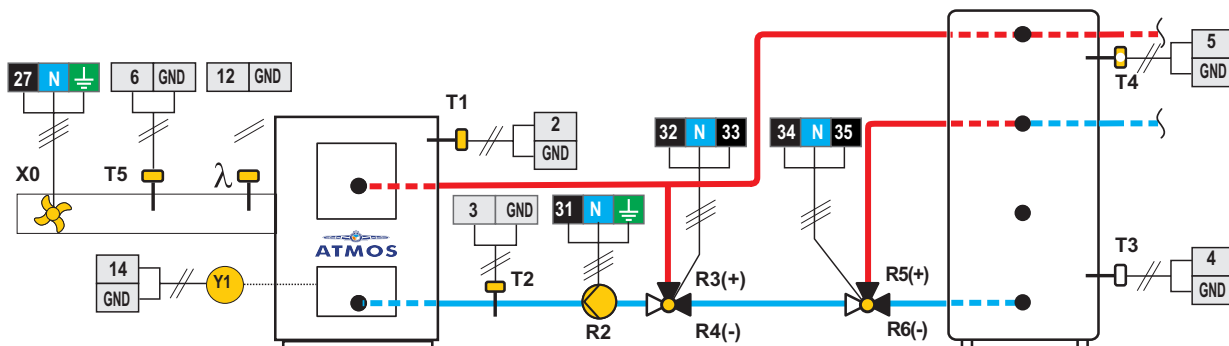 27 N
6 GND
12 GND
X0
T5
λ
T1
2
GND
ATMOS
14
GND
Y1
3 GND
T2
31 N
R2
32 N 33
R3(+)
R4(-)
34 N 35
R5(+)
R6(-)
5
GND
T4
T3
4
GND